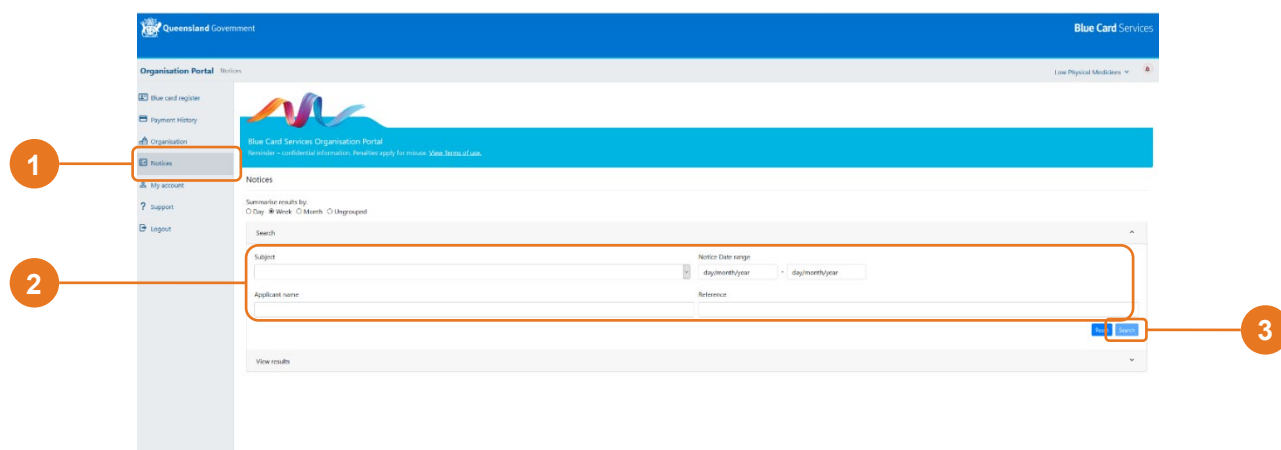 Queensland Government
Blue Card Services
Organisation Portal Notices
Low Physical Medicines
Blue card register
Payment History
Organisation
Blue Card Services Organisation Portal
Reminder – confidential information. Penalties apply for misuse. View Terms of use.
1
Notices
My account
Notices
Support
Summarise results by:
Day Week Month Ungrouped
Logout
Search
Subject
Notice Date range
day/month/year - day/month/year
2
Applicant name
Reference
Search
3
View results